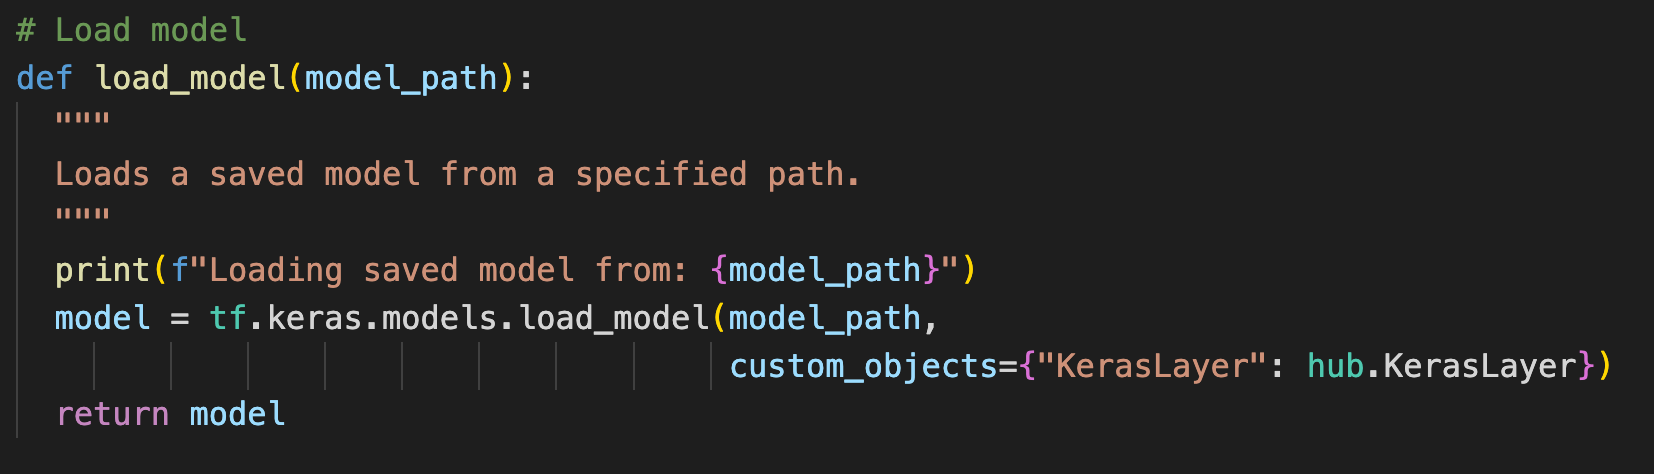 # Load model
def load_model(model_path):
  """
  Loads a saved model from a specified path.
  """
  print(f"Loading saved model from: {model_path}")
  model = tf.keras.models.load_model(model_path,
                                     custom_objects={"KerasLayer": hub.KerasLayer})
  return model